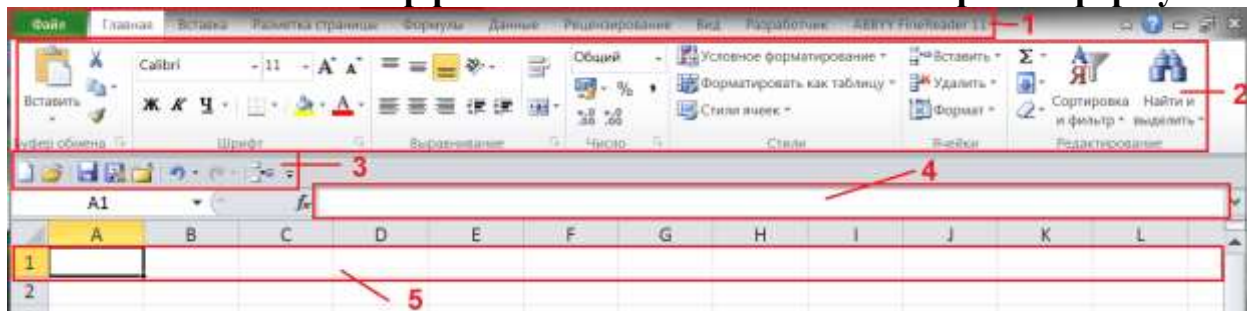 Файл Главная Вставка Разметка страницы Формулы Данные Рецензирование Вид Разработчик ABBYY FineReader 11 1
Calibri 11 А А Общий Условное форматирование Вставить Σ
Вставить Ж К Ч А % Форматировать как таблицу Удалить Сортировка и фильтр Найти и выделить 2
Стили ячеек Формат
Буфер обмена Шрифт Выравнивание Число Стили Ячейки Редактирование
3
4
A1 fx
A B C D E F G H I J K L
1
2
5